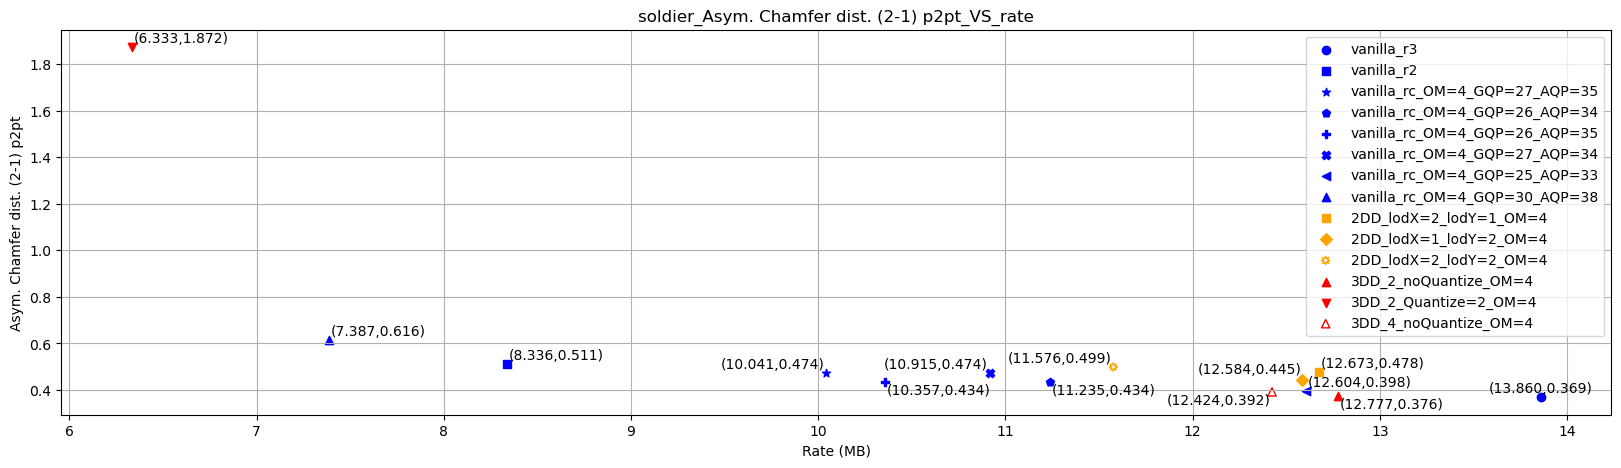 soldier_Asym. Chamfer dist. (2-1) p2pt_VS_rate
Asym. Chamfer dist. (2-1) p2pt
1.8
1.6
1.4
1.2
1.0
0.8
0.6
0.4
(6.333,1.872)
(7.387,0.616)
(8.336,0.511)
(10.041,0.474)
(10.357,0.434)
(10.915,0.474)
(11.235,0.434)
(11.576,0.499)
(12.584,0.445)
(12.673,0.478)
(12.604,0.398)
(12.424,0.392)
(12.777,0.376)
(13.860,0.369)
vanilla_r3
vanilla_r2
vanilla_rc_OM=4_GQP=27_AQP=35
vanilla_rc_OM=4_GQP=26_AQP=34
vanilla_rc_OM=4_GQP=26_AQP=35
vanilla_rc_OM=4_GQP=27_AQP=34
vanilla_rc_OM=4_GQP=25_AQP=33
vanilla_rc_OM=4_GQP=30_AQP=38
2DD_lodX=2_lodY=1_OM=4
2DD_lodX=1_lodY=2_OM=4
2DD_lodX=2_lodY=2_OM=4
3DD_2_noQuantize_OM=4
3DD_2_Quantize=2_OM=4
3DD_4_noQuantize_OM=4
6 7 8 9 10 11 12 13 14
Rate (MB)